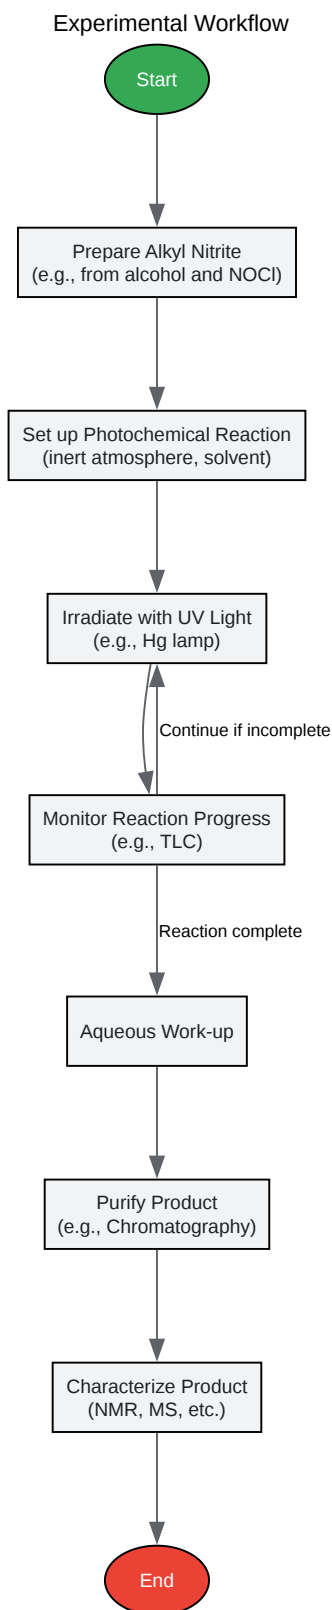 Experimental Workflow
Start
Prepare Alkyl Nitrite
(e.g., from alcohol and NOCl)
Set up Photochemical Reaction
(inert atmosphere, solvent)
Irradiate with UV Light
(e.g., Hg lamp)
Continue if incomplete
Monitor Reaction Progress
(e.g., TLC)
Reaction complete
Aqueous Work-up
Purify Product
(e.g., Chromatography)
Characterize Product
(NMR, MS, etc.)
End